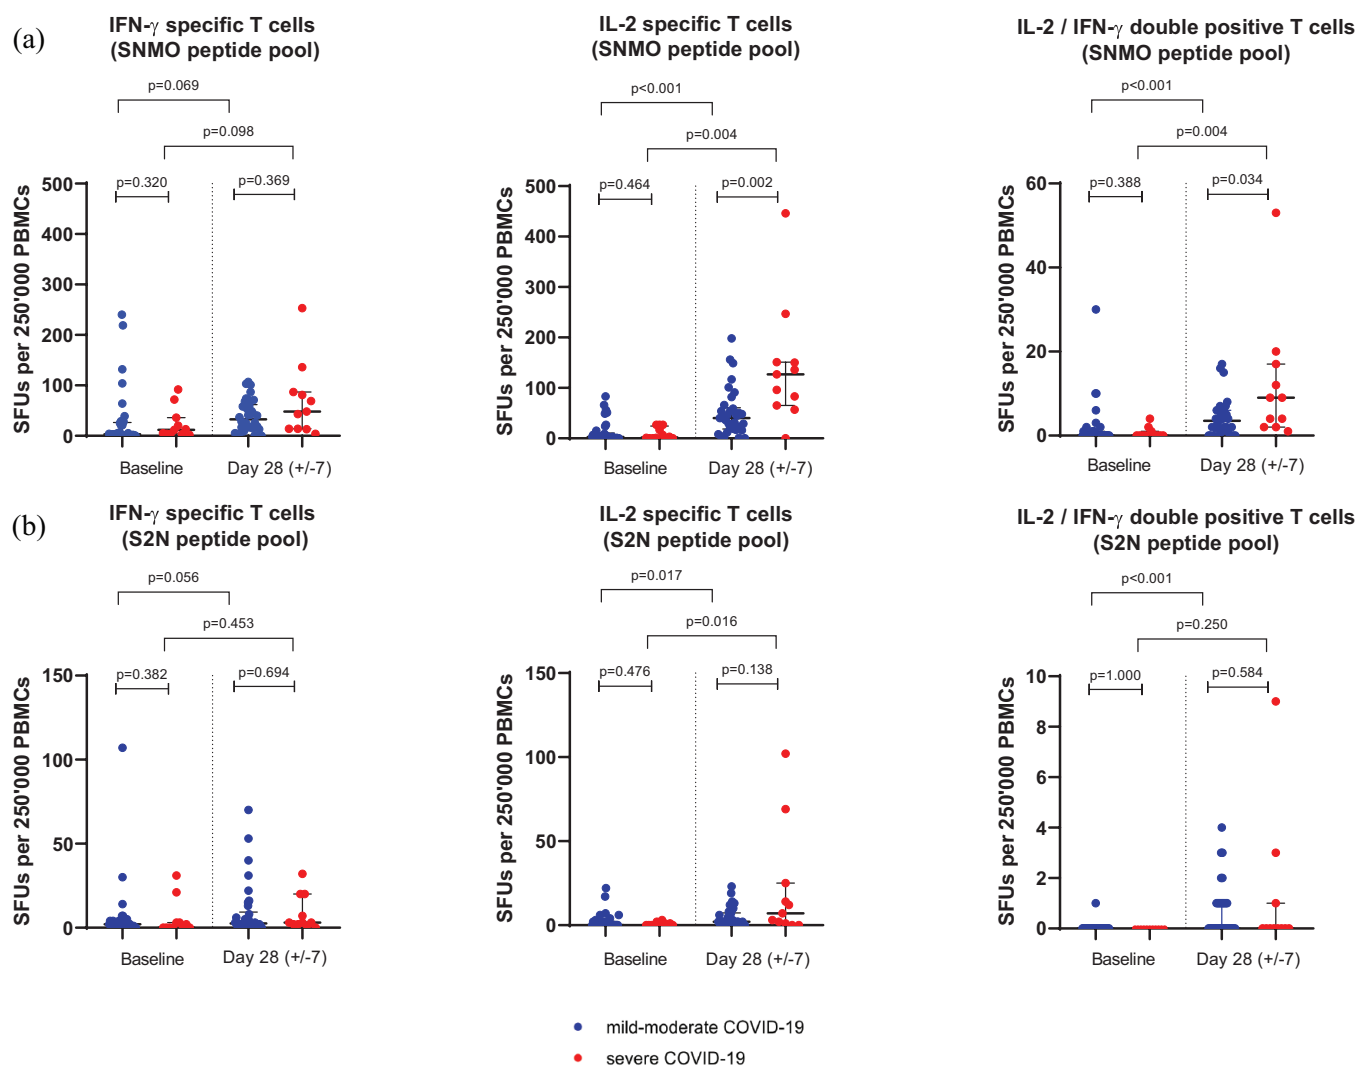 (a)
IFN-γ specific T cells
(SNMO peptide pool)
p=0.069
p=0.098
p=0.320
p=0.369
SFUs per 250'000 PBMCs
500
400
300
200
100
0
Baseline
Day 28 (+/-7)
IL-2 specific T cells
(SNMO peptide pool)
p<0.001
p=0.004
p=0.464
p=0.002
SFUs per 250'000 PBMCs
500
400
300
200
100
0
Baseline
Day 28 (+/-7)
IL-2 / IFN-γ double positive T cells
(SNMO peptide pool)
p<0.001
p=0.004
p=0.388
p=0.034
SFUs per 250'000 PBMCs
60
40
20
0
Baseline
Day 28 (+/-7)
(b)
IFN-γ specific T cells
(S2N peptide pool)
p=0.056
p=0.453
p=0.382
p=0.694
SFUs per 250'000 PBMCs
150
100
50
0
Baseline
Day 28 (+/-7)
IL-2 specific T cells
(S2N peptide pool)
p=0.017
p=0.016
p=0.476
p=0.138
SFUs per 250'000 PBMCs
150
100
50
0
Baseline
Day 28 (+/-7)
IL-2 / IFN-γ double positive T cells
(S2N peptide pool)
p<0.001
p=0.250
p=1.000
p=0.584
SFUs per 250'000 PBMCs
10
8
6
4
2
0
Baseline
Day 28 (+/-7)
mild-moderate COVID-19
severe COVID-19